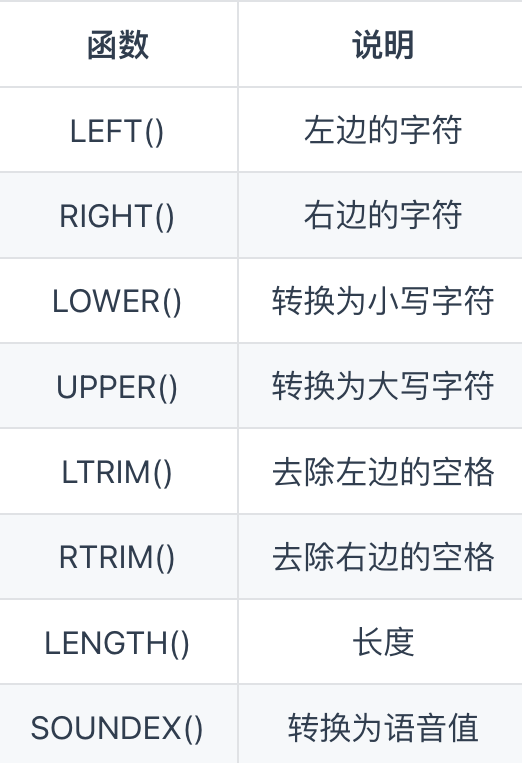 函数 说明
LEFT() 左边的字符
RIGHT() 右边的字符
LOWER() 转换为小写字符
UPPER() 转换为大写字符
LTRIM() 去除左边的空格
RTRIM() 去除右边的空格
LENGTH() 长度
SOUNDEX() 转换为语音值